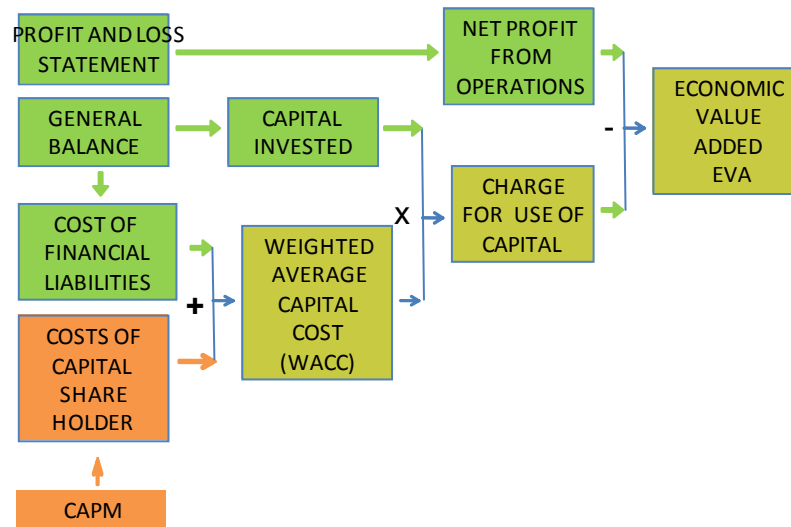 PROFIT AND LOSS
STATEMENT
NET PROFIT
FROM
OPERATIONS
ECONOMIC
VALUE
ADDED
EVA
-
GENERAL
BALANCE
CAPITAL
INVESTED
CHARGE
FOR USE OF
CAPITAL
X
COST OF
FINANCIAL
LIABILITIES
+
WEIGHTED
AVERAGE
CAPITAL
COST
(WACC)
COSTS OF
CAPITAL
SHARE
HOLDER
CAPM